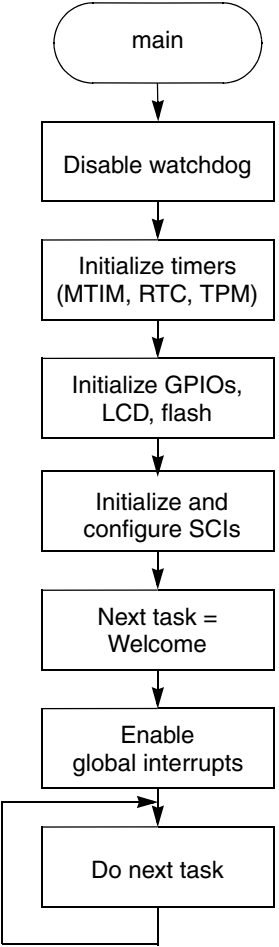 main
Disable watchdog
Initialize timers
(MTIM, RTC, TPM)
Initialize GPIOs,
LCD, flash
Initialize and
configure SCIs
Next task =
Welcome
Enable
global interrupts
Do next task